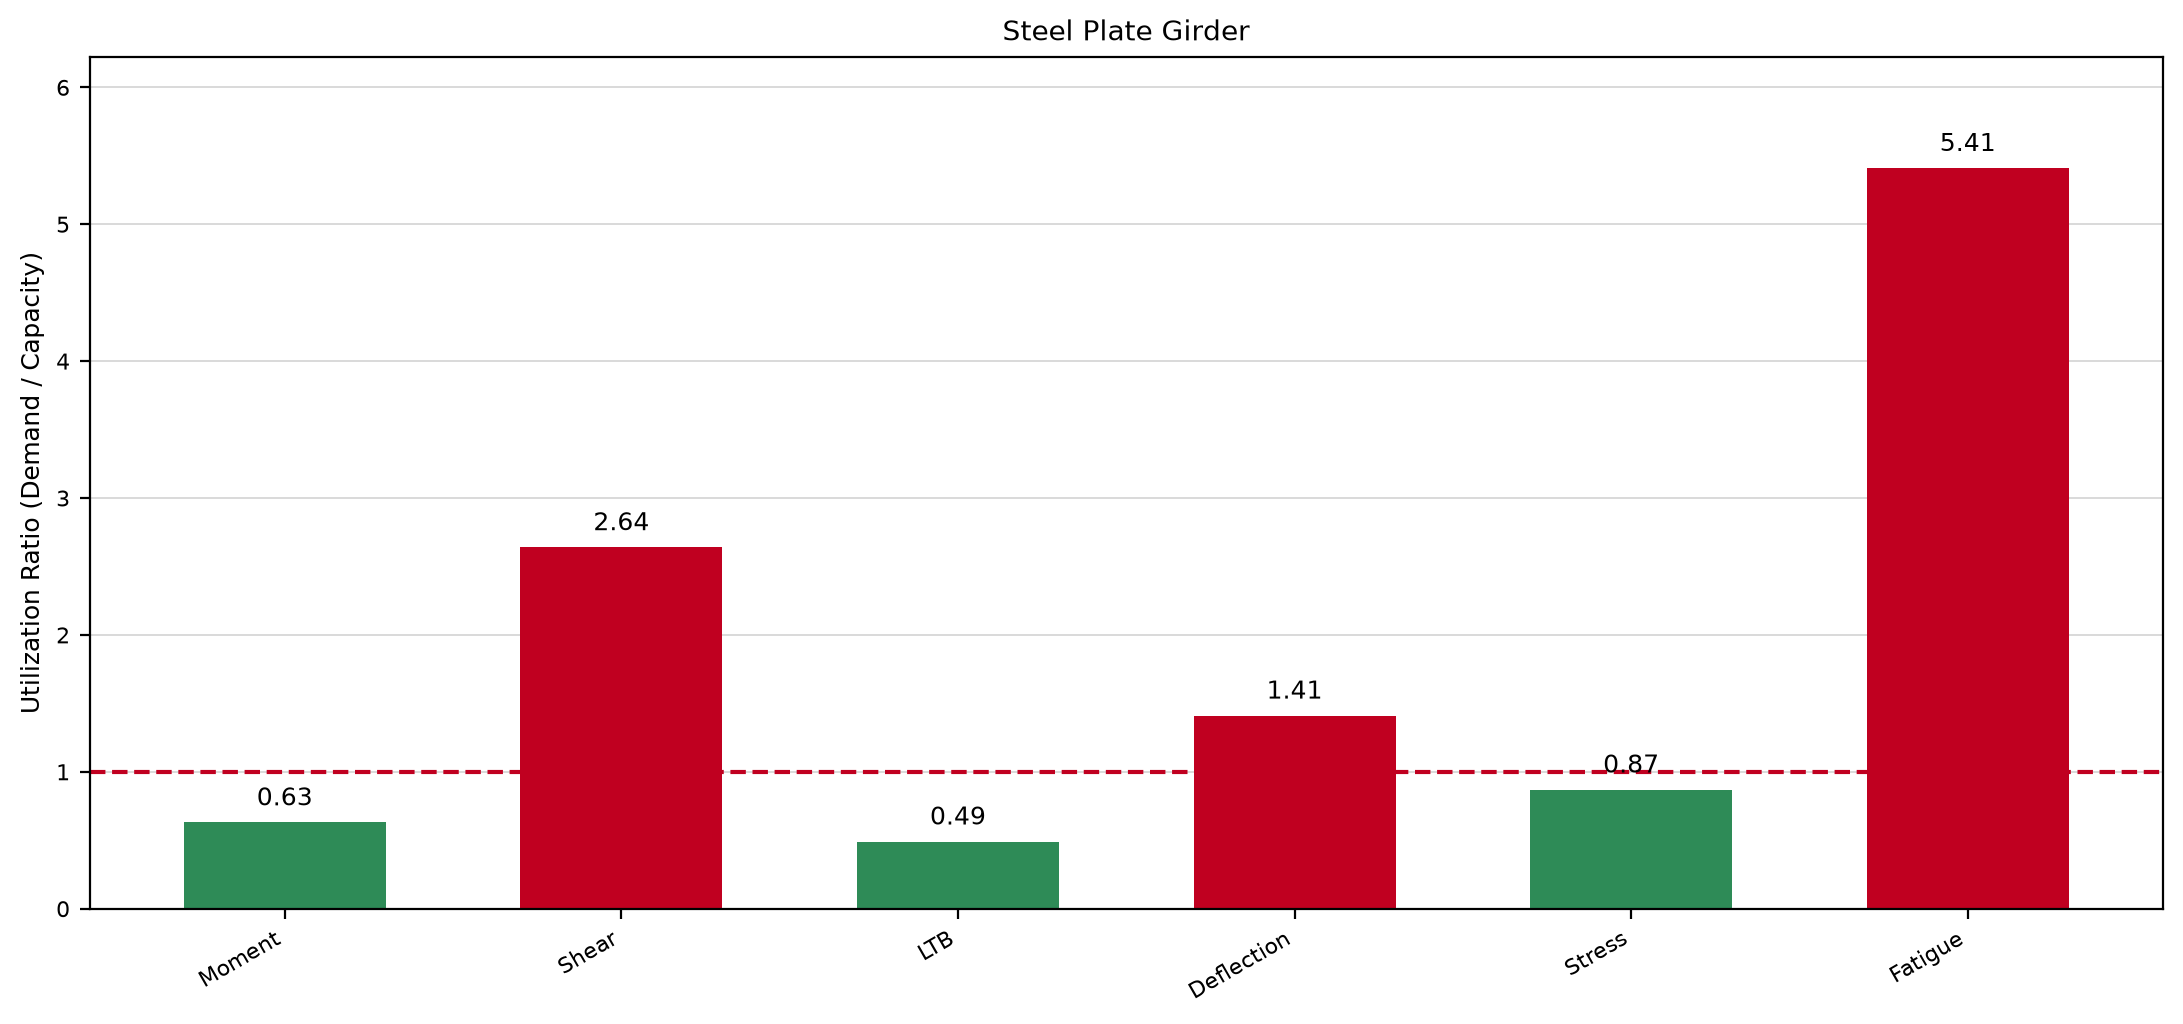 Steel Plate Girder
Utilization Ratio (Demand / Capacity)
6
5
4
3
2
1
0
0.63
2.64
0.49
1.41
0.87
5.41
Moment
Shear
LTB
Deflection
Stress
Fatigue